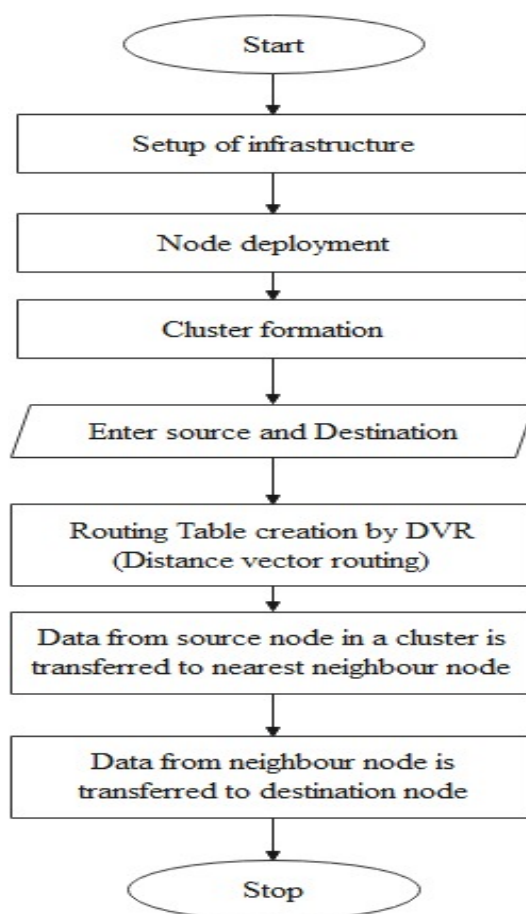 Start
Setup of infrastructure
Node deployment
Cluster formation
Enter source and Destination
Routing Table creation by DVR
(Distance vector routing)
Data from source node in a cluster is
transferred to nearest neighbour node
Data from neighbour node is
transferred to destination node
Stop